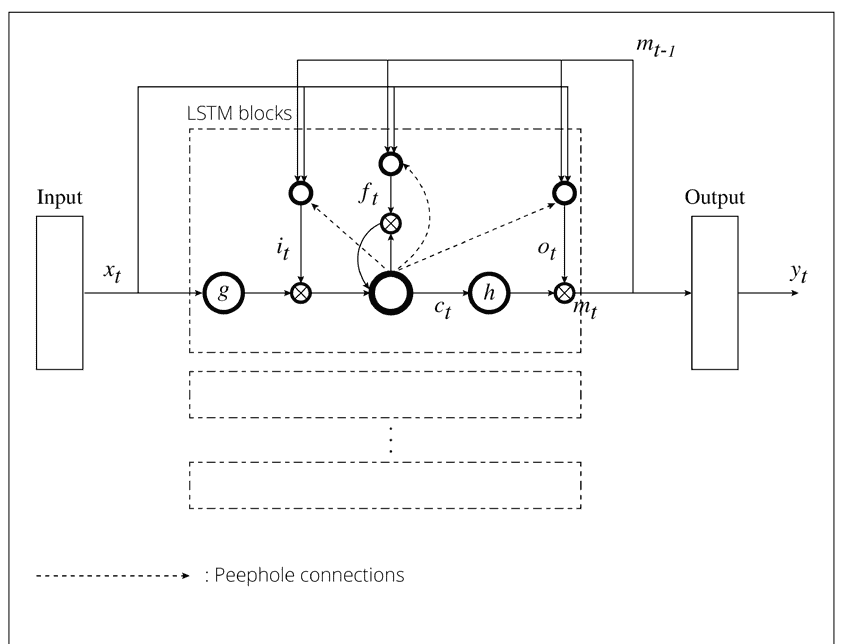 m_{t-1}
LSTM blocks
Input
Output
f_t
x_t
i_t
o_t
y_t
g
h
c_t
m_t
: Peephole connections